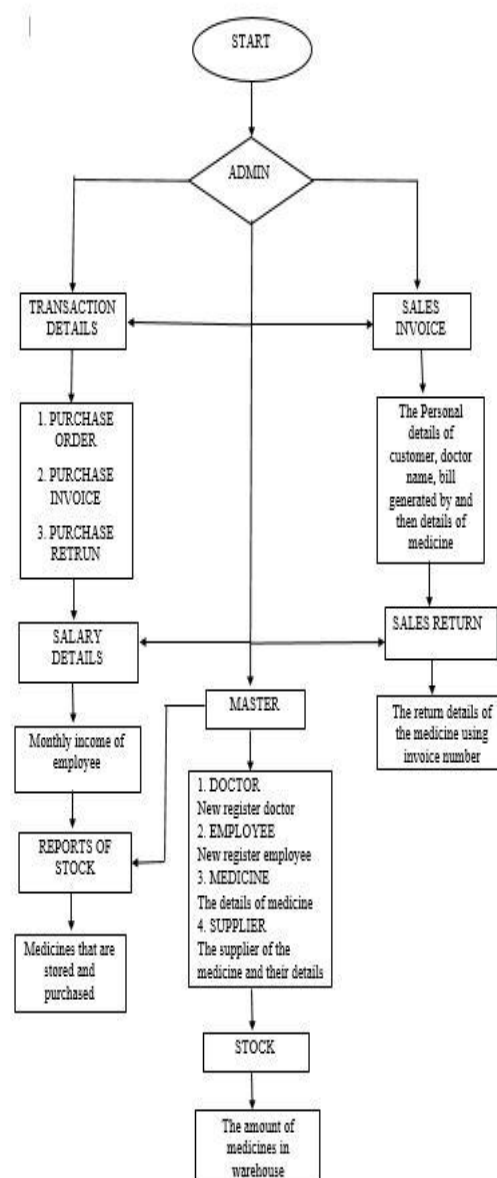 START
ADMIN
TRANSACTION
DETAILS
SALES
INVOICE
1. PURCHASE
ORDER
2. PURCHASE
INVOICE
3. PURCHASE
RETRUN
The Personal
details of
customer, doctor
name, bill
generated by and
then details of
medicine
SALARY
DETAILS
SALES RETURN
MASTER
The return details
of the medicine using
invoice number
Monthly income of
employee
1. DOCTOR
New register doctor
2. EMPLOYEE
New register employee
3. MEDICINE
The details of medicine
4. SUPPLIER
The supplier of the
medicine and their details
REPORTS OF
STOCK
Medicines that are
stored and
purchased
STOCK
The amount of
medicines in
warehouse